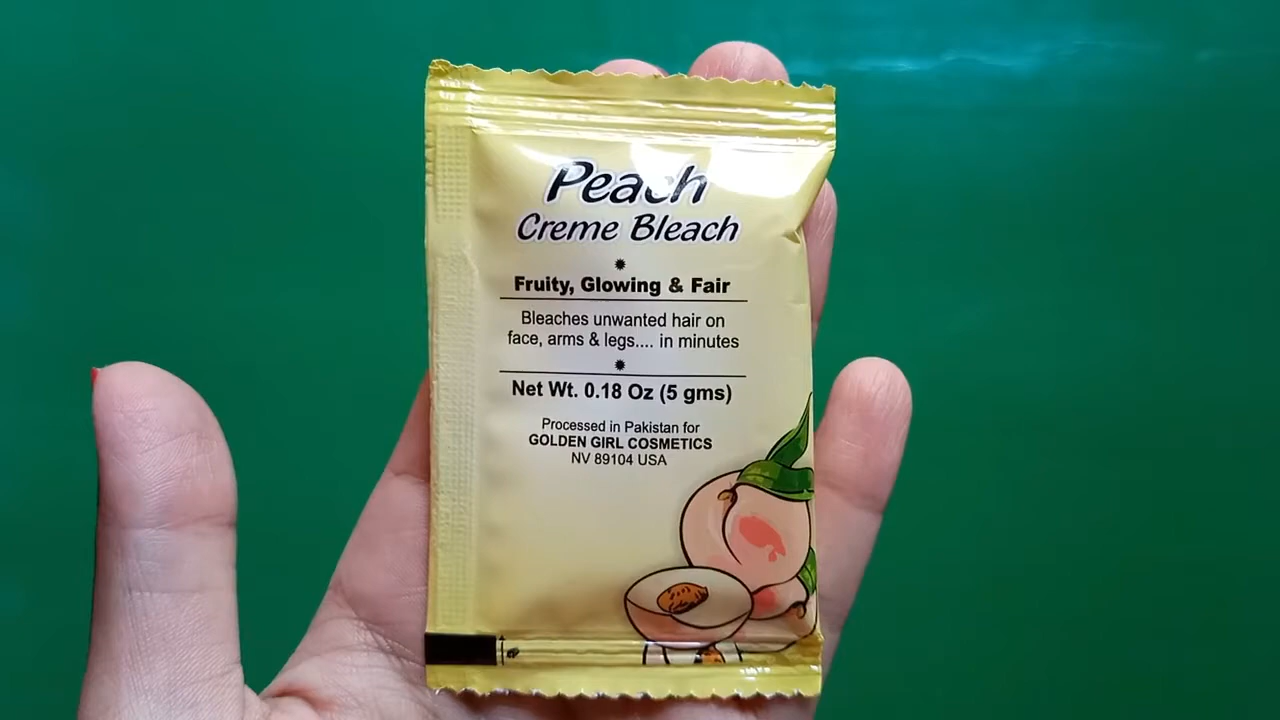 Peach
Creme Bleach
Fruity, Glowing & Fair
Bleaches unwanted hair on
face, arms & legs.... in minutes
Net Wt. 0.18 Oz (5 gms)
Processed in Pakistan for
GOLDEN GIRL COSMETICS
NV 89104 USA